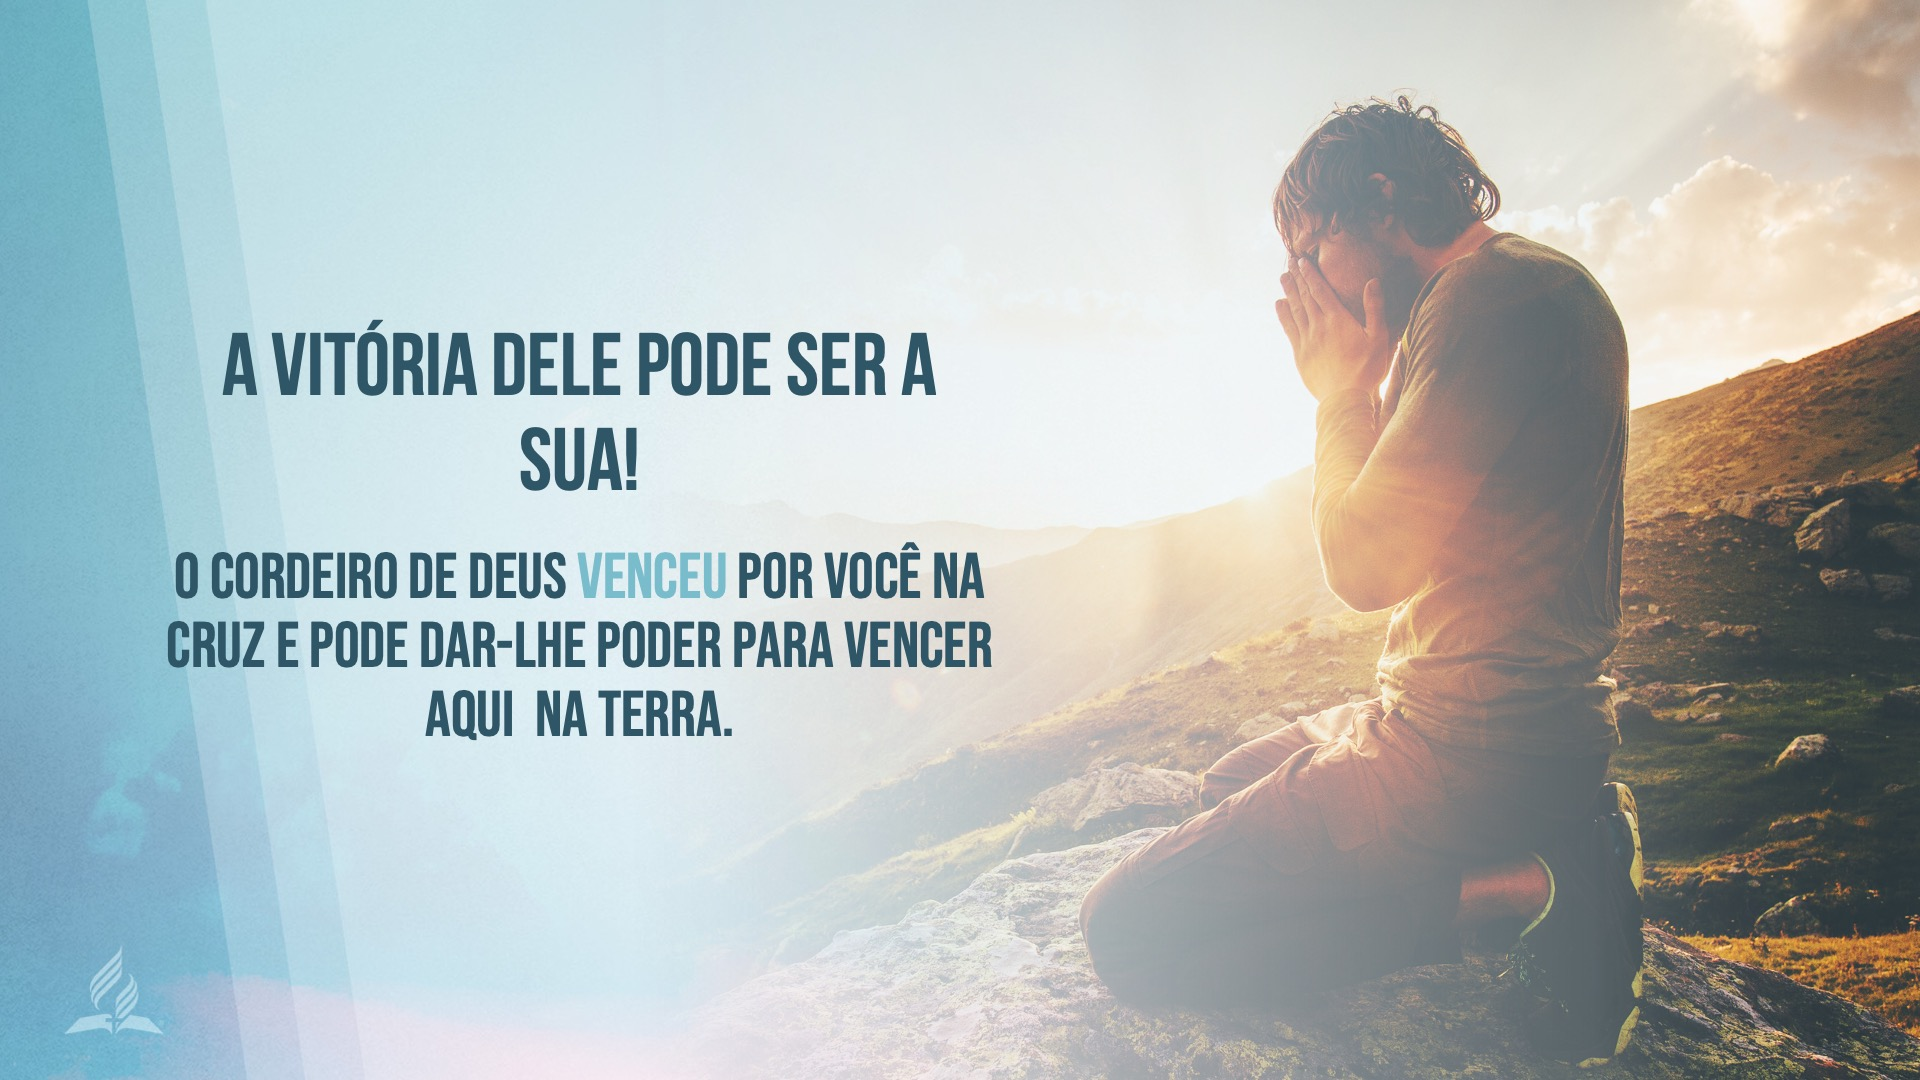 A VITÓRIA DELE PODE SER A
SUA!
O CORDEIRO DE DEUS VENCEU POR VOCÊ NA
CRUZ E PODE DAR-LHE PODER PARA VENCER
AQUI  NA TERRA.